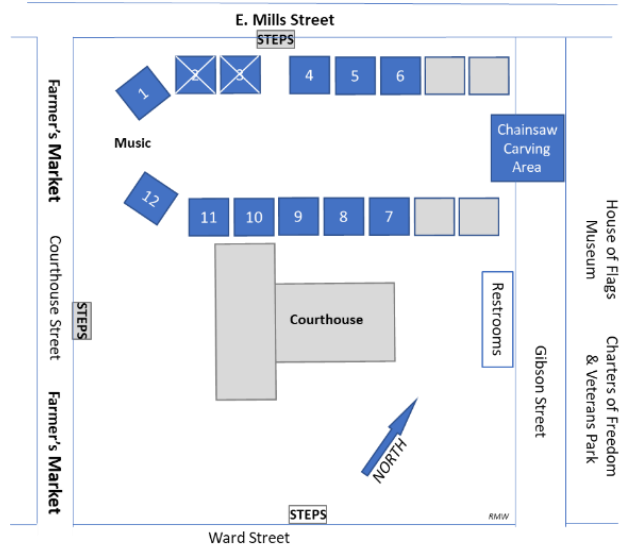 E. Mills Street
STEPS
2
3
4
5
6
1
Farmer's Market
Music
Chainsaw
Carving
Area
12
11
10
9
8
7
House of Flags
Museum
Courthouse Street
STEPS
Courthouse
Restrooms
Gibson Street
Charters of Freedom
& Veterans Park
Farmer's Market
NORTH
STEPS
RMW
Ward Street